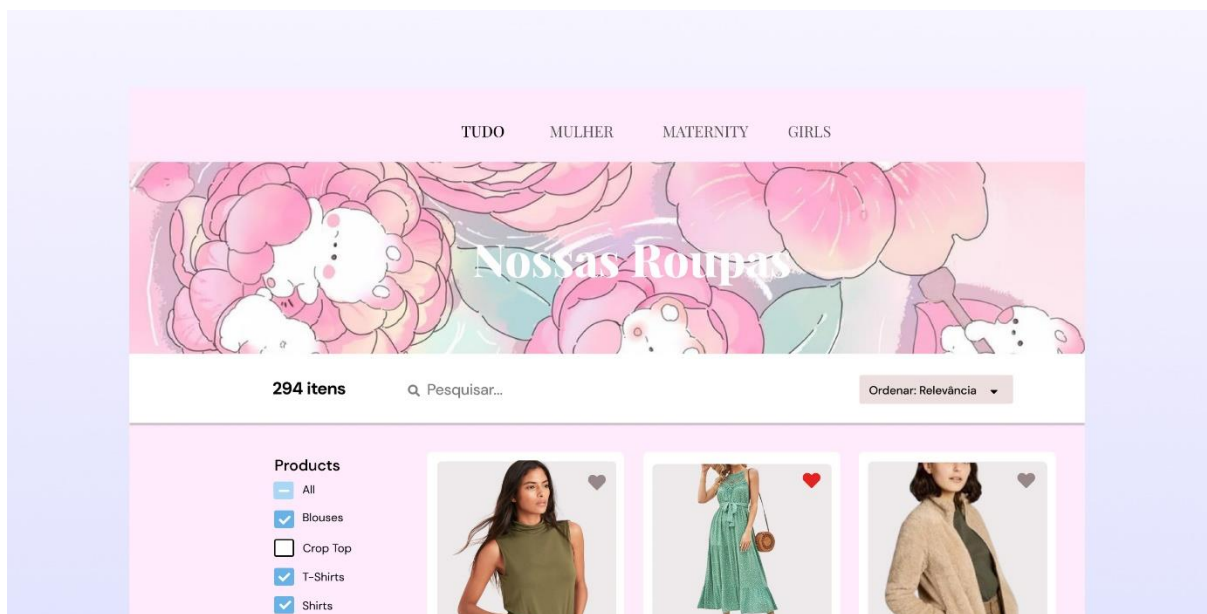 TUDO MULHER MATERNITY GIRLS
Nossas Roupas
294 itens Pesquisar... Ordenar: Relevância
Products
All
Blouses
Crop Top
T-Shirts
Shirts